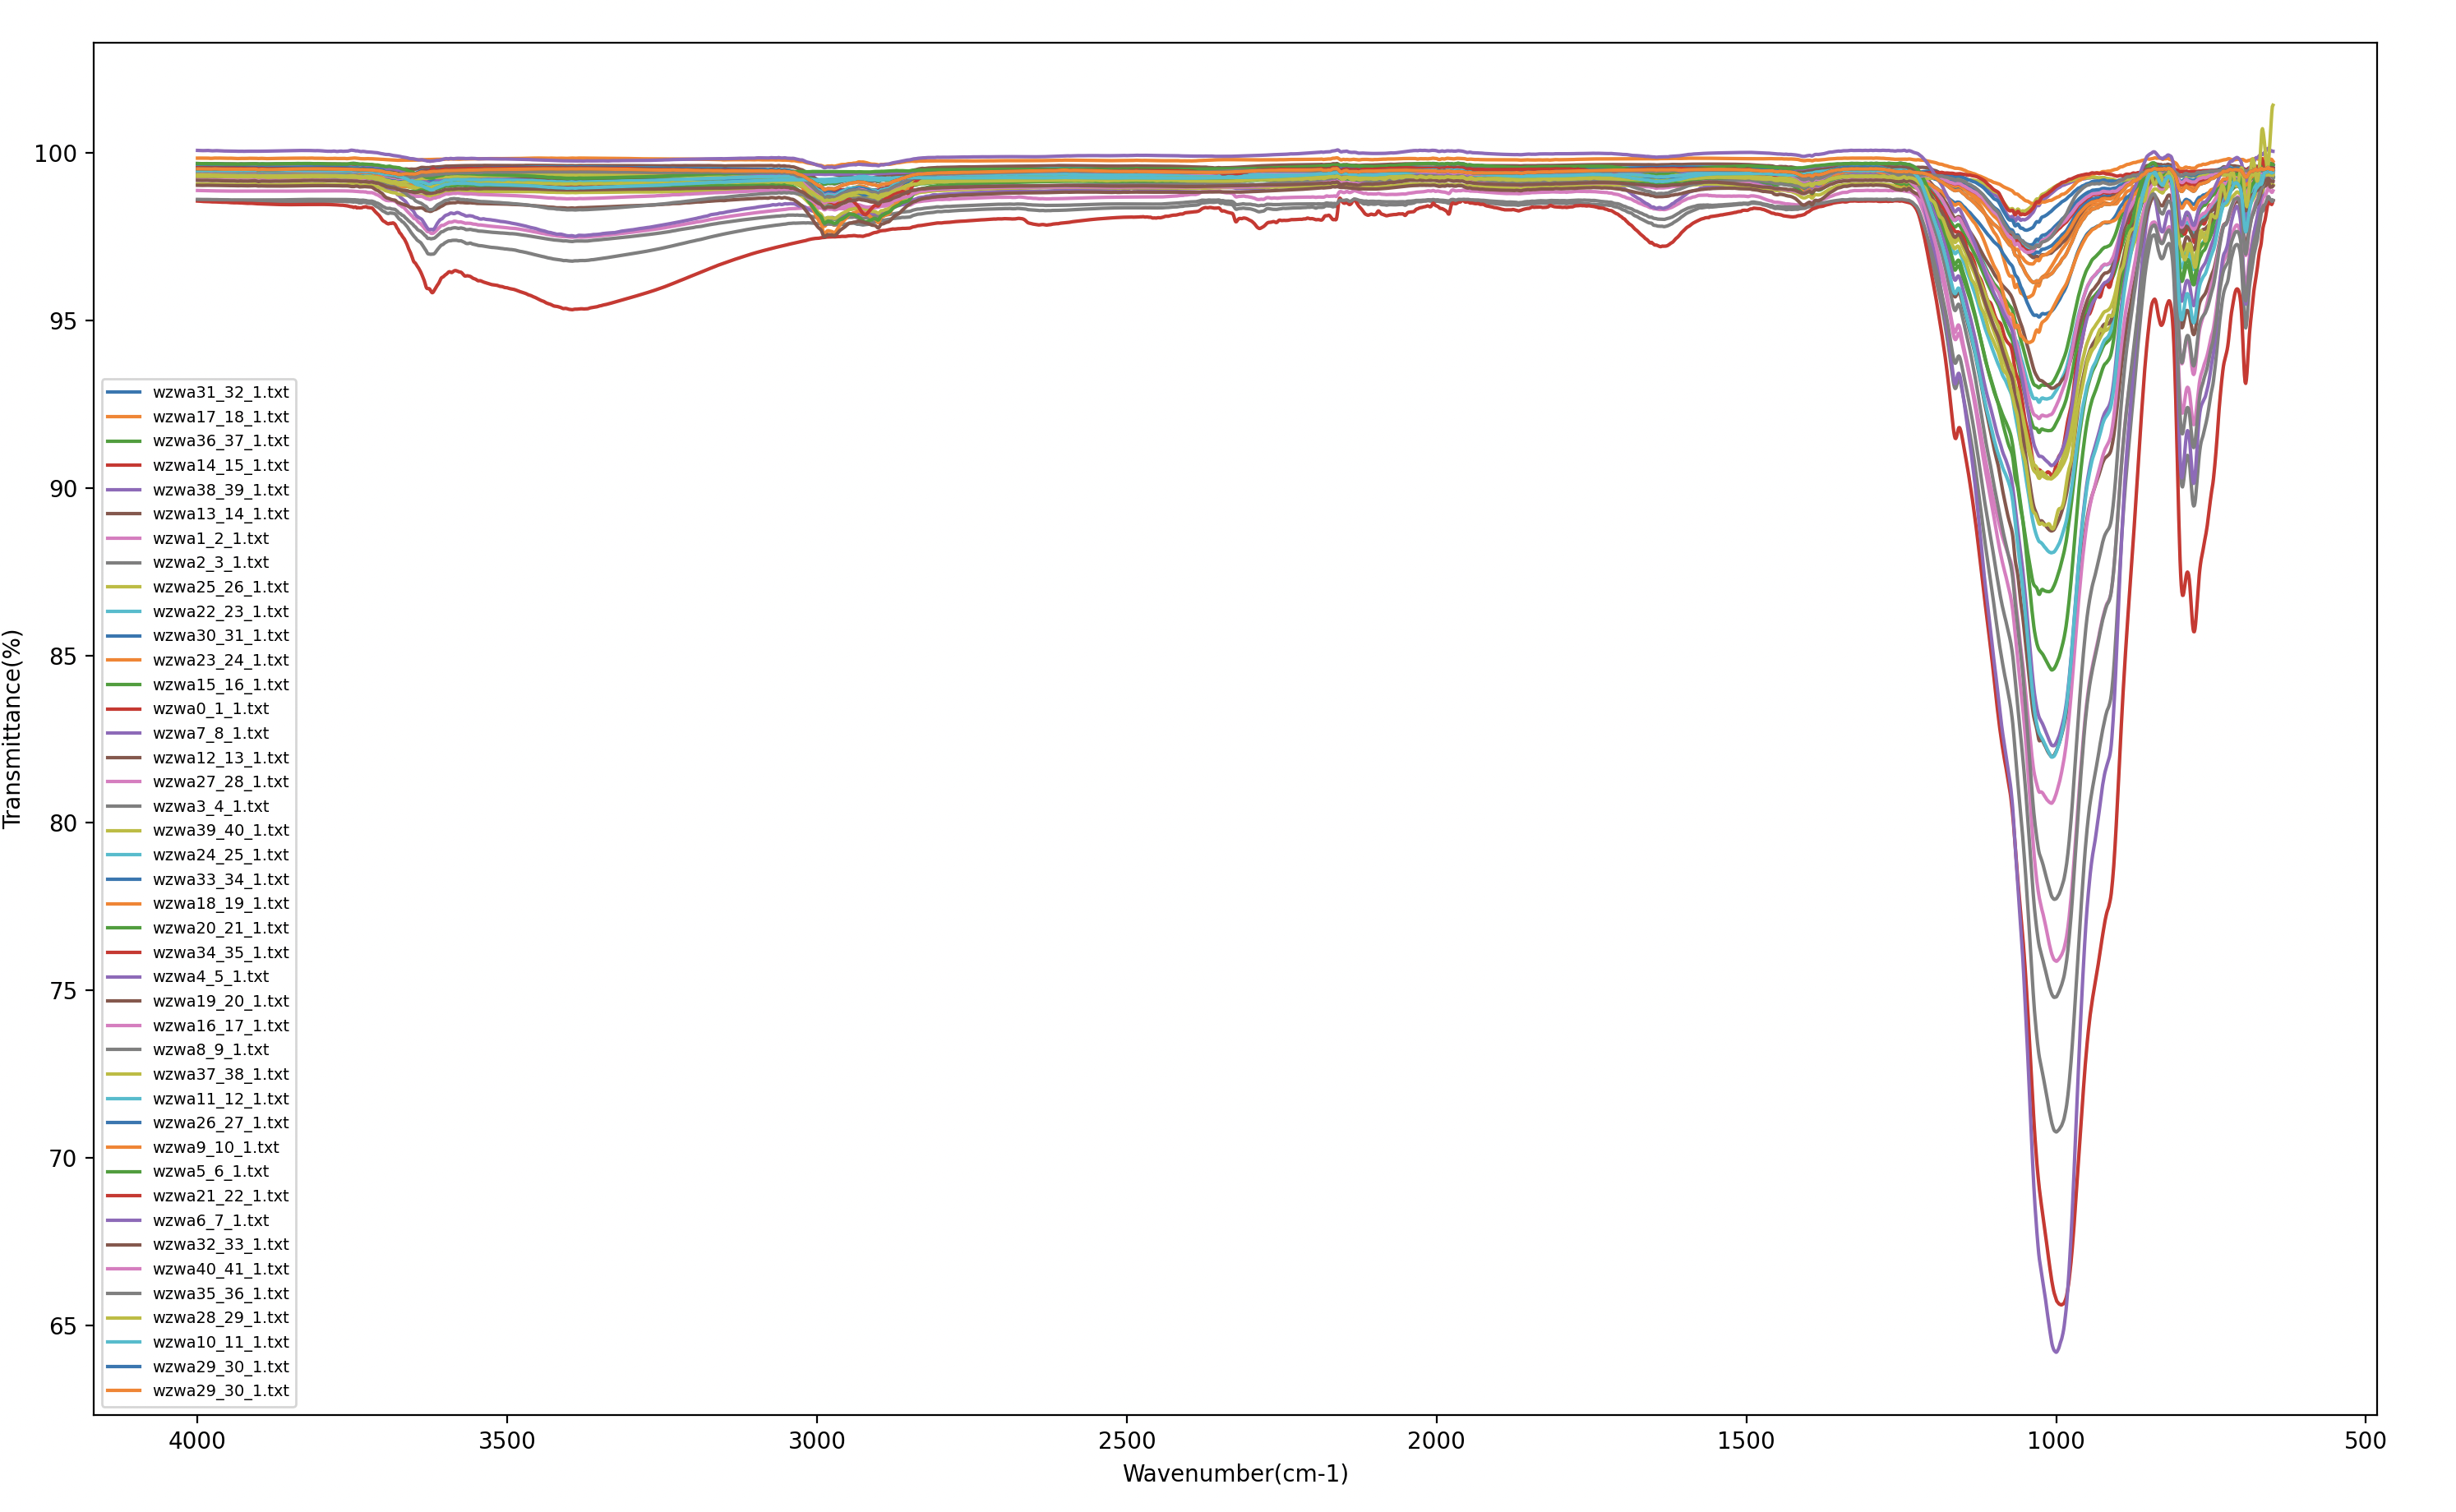 Transmittance(%)
100
95
90
85
80
75
70
65
wzwa31_32_1.txt
wzwa17_18_1.txt
wzwa36_37_1.txt
wzwa14_15_1.txt
wzwa38_39_1.txt
wzwa13_14_1.txt
wzwa1_2_1.txt
wzwa2_3_1.txt
wzwa25_26_1.txt
wzwa22_23_1.txt
wzwa30_31_1.txt
wzwa23_24_1.txt
wzwa15_16_1.txt
wzwa0_1_1.txt
wzwa7_8_1.txt
wzwa12_13_1.txt
wzwa27_28_1.txt
wzwa3_4_1.txt
wzwa39_40_1.txt
wzwa24_25_1.txt
wzwa33_34_1.txt
wzwa18_19_1.txt
wzwa20_21_1.txt
wzwa34_35_1.txt
wzwa4_5_1.txt
wzwa19_20_1.txt
wzwa16_17_1.txt
wzwa8_9_1.txt
wzwa37_38_1.txt
wzwa11_12_1.txt
wzwa26_27_1.txt
wzwa9_10_1.txt
wzwa5_6_1.txt
wzwa21_22_1.txt
wzwa6_7_1.txt
wzwa32_33_1.txt
wzwa40_41_1.txt
wzwa35_36_1.txt
wzwa28_29_1.txt
wzwa10_11_1.txt
wzwa29_30_1.txt
wzwa29_30_1.txt
4000 3500 3000 2500 2000 1500 1000 500
Wavenumber(cm-1)